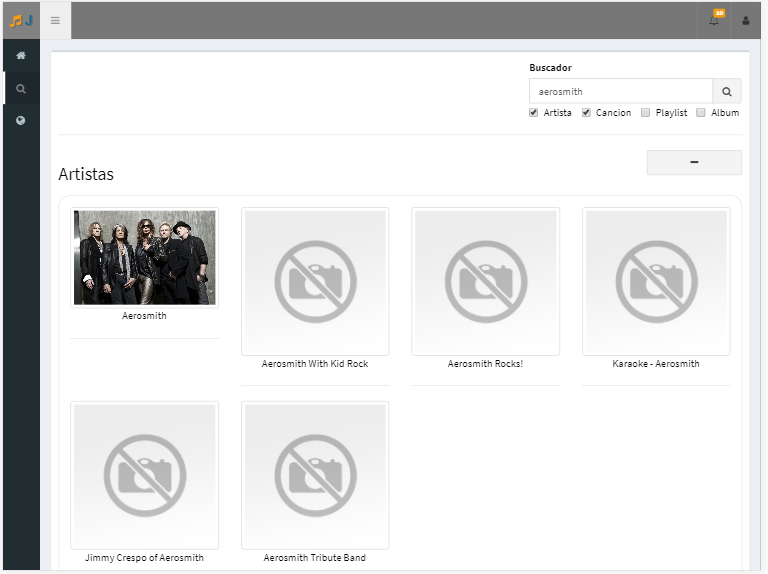 J
Buscador
aerosmith
Artista Cancion Playlist Album
Artistas
Aerosmith
Aerosmith With Kid Rock
Aerosmith Rocks!
Karaoke - Aerosmith
Jimmy Crespo of Aerosmith
Aerosmith Tribute Band